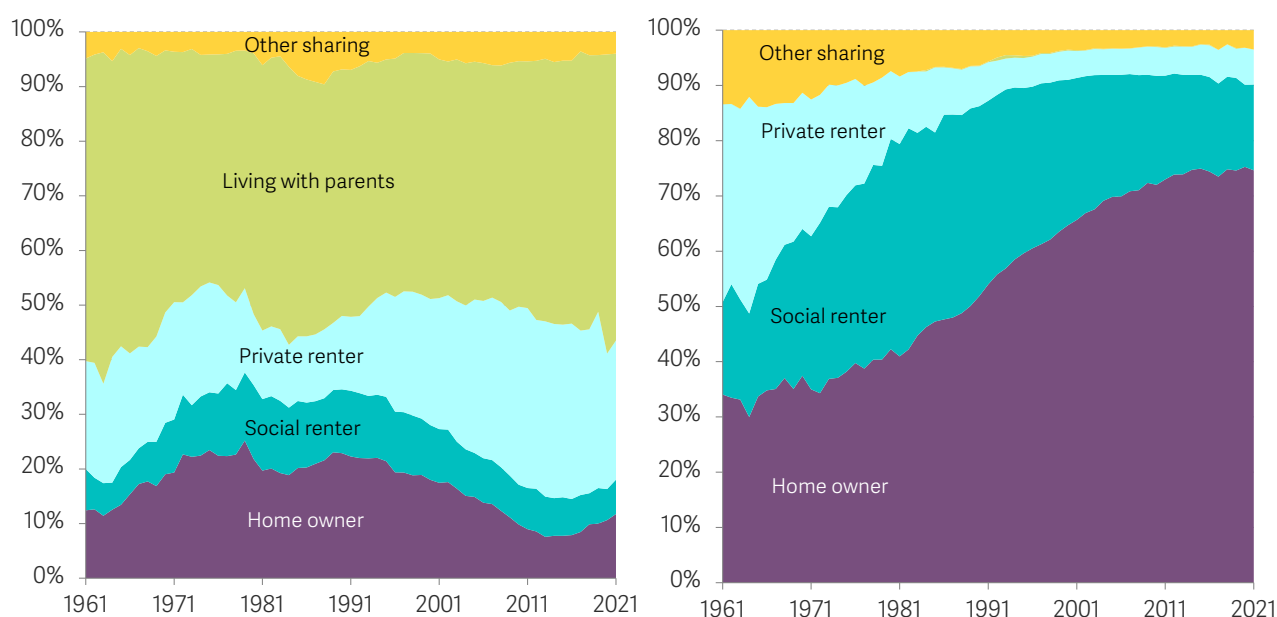 100%
90%
80%
70%
60%
50%
40%
30%
20%
10%
0%
Other sharing
Living with parents
Private renter
Social renter
Home owner
1961 1971 1981 1991 2001 2011 2021
100%
90%
80%
70%
60%
50%
40%
30%
20%
10%
0%
Other sharing
Private renter
Social renter
Home owner
1961 1971 1981 1991 2001 2011 2021